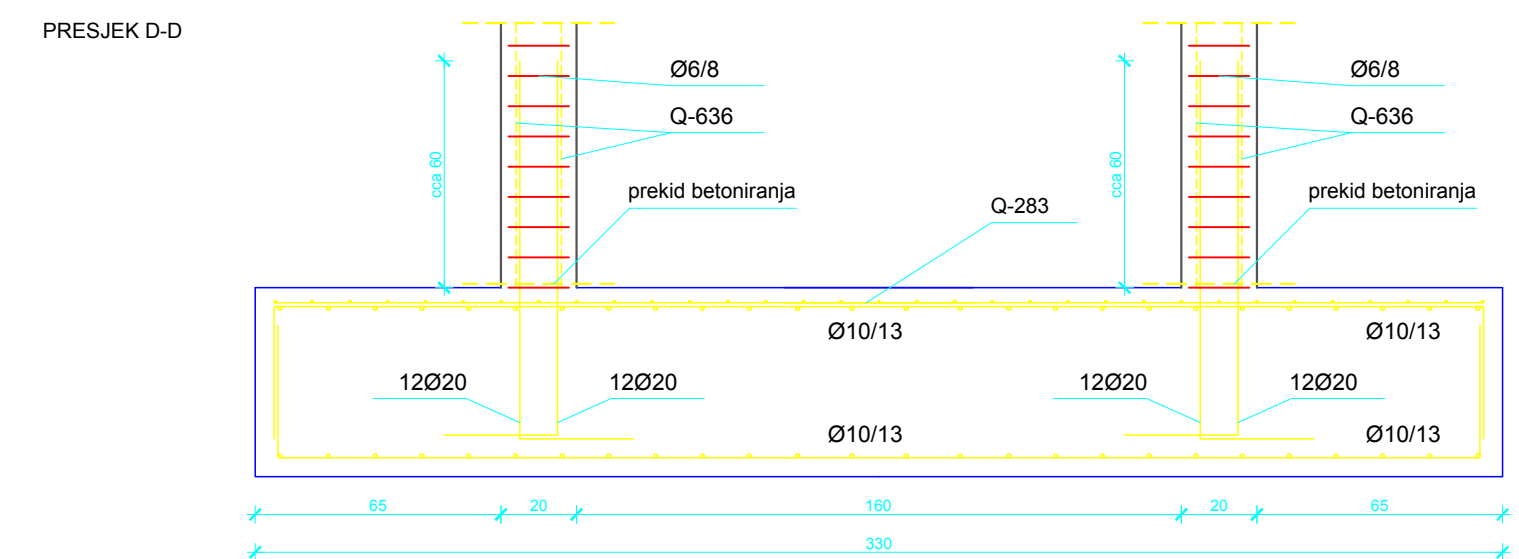 PRESJEK D-D
Ø6/8
Ø6/8
Q-636
Q-636
cca 60
cca 60
prekid betoniranja
Q-283
prekid betoniranja
Ø10/13
Ø10/13
12Ø20
12Ø20
12Ø20
12Ø20
Ø10/13
Ø10/13
65
20
160
20
65
330